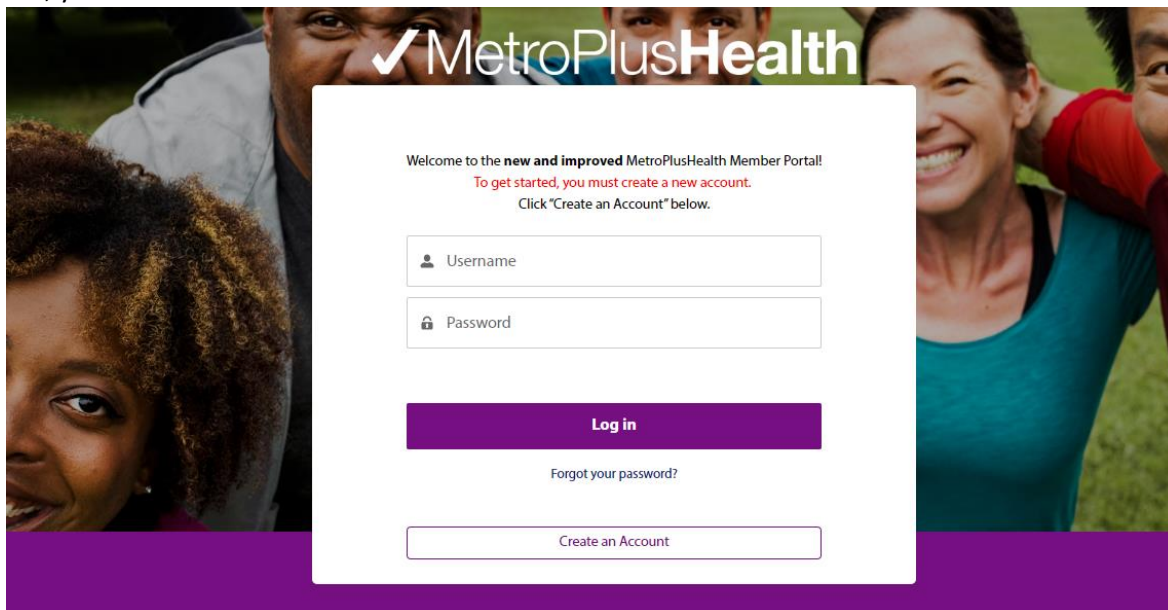 MetroPlusHealth
Welcome to the new and improved MetroPlusHealth Member Portal!
To get started, you must create a new account.
Click "Create an Account" below.
Username
Password
Log in
Forgot your password?
Create an Account